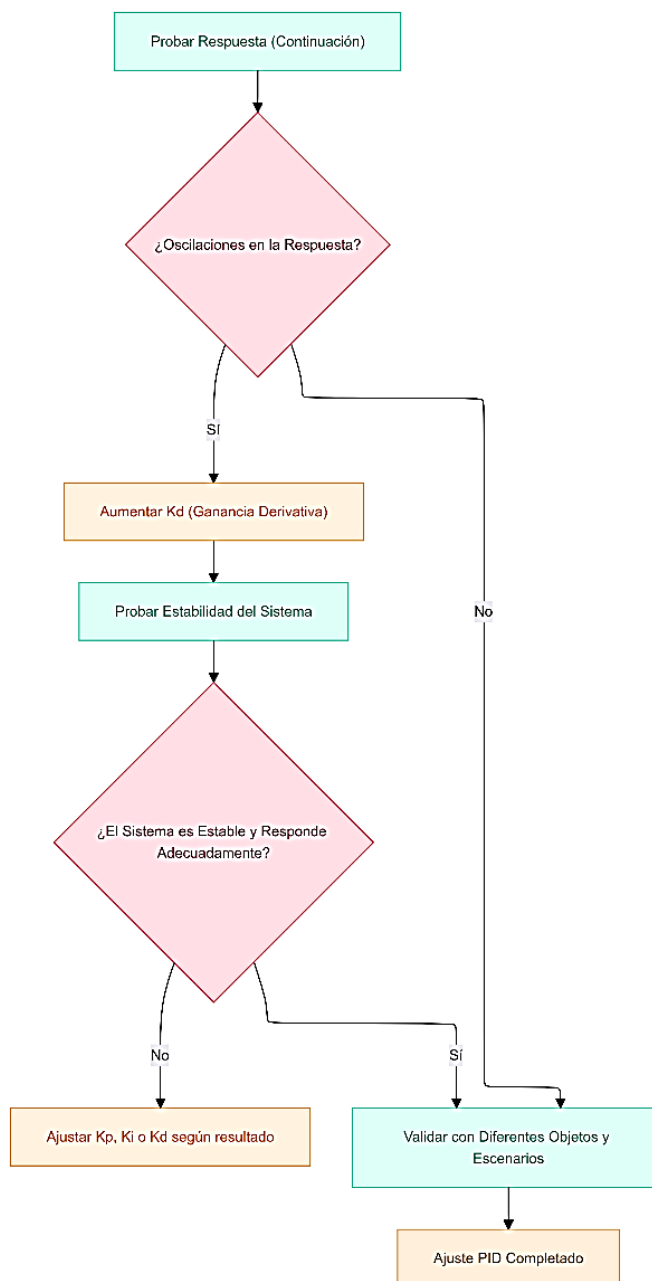 Probar Respuesta (Continuación)
¿Oscilaciones en la Respuesta?
Sí
Aumentar Kd (Ganancia Derivativa)
Probar Estabilidad del Sistema
No
¿El Sistema es Estable y Responde
Adecuadamente?
No
Sí
Ajustar Kp, Ki o Kd según resultado
Validar con Diferentes Objetos y
Escenarios
Ajuste PID Completado